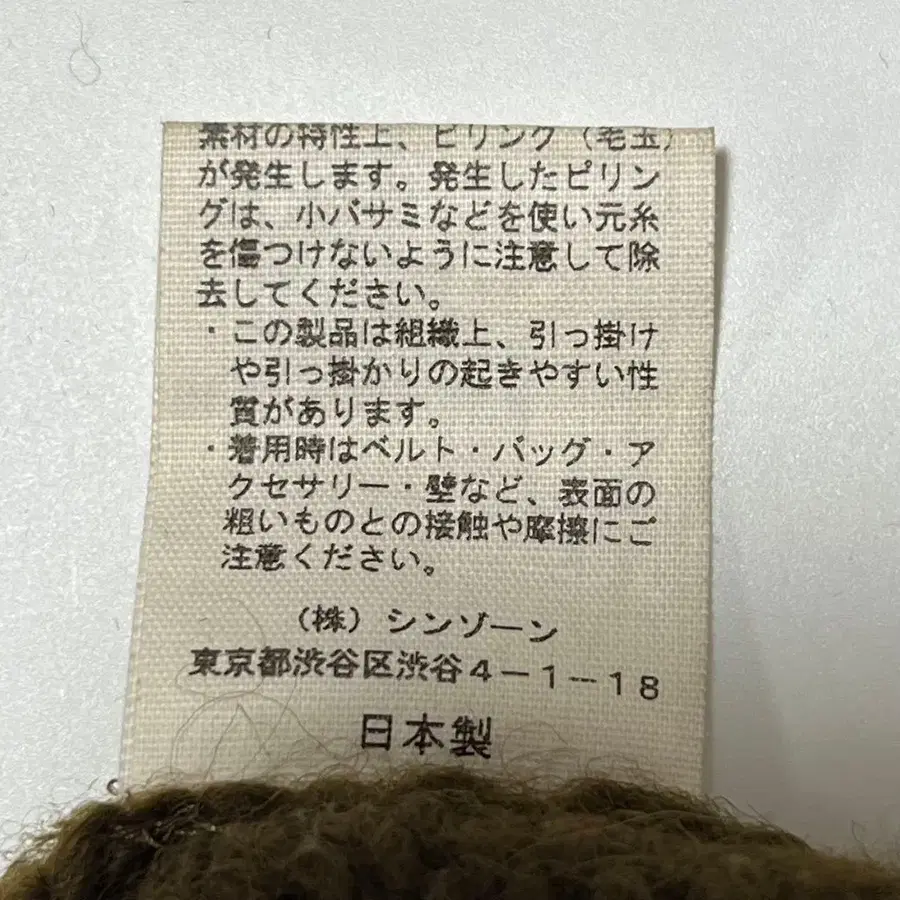 素材の特性上、ピリング（毛玉）
が発生します。発生したピリン
グは、小バサミなどを使い元糸
を傷つけないように注意して除
去してください。
・この製品は組織上、引っ掛け
や引っ掛かりの起きやすい性
質があります。
・着用時はベルト・バッグ・ア
クセサリー・壁など、表面の
粗いものとの接触や摩擦にご
注意ください。
（株）シンゾーン
東京都渋谷区渋谷４－１－１８
日本製